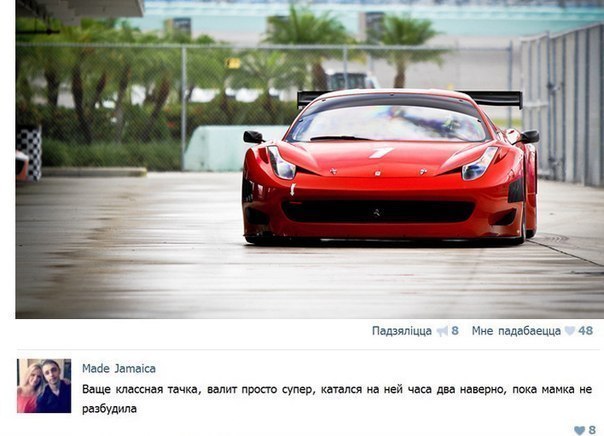 1
Падзяліцца 8 Мне падабаецца 48
Made Jamaica
Ваще классная тачка, валит просто супер, катался на ней часа два наверно, пока мамка не
разбудила
8